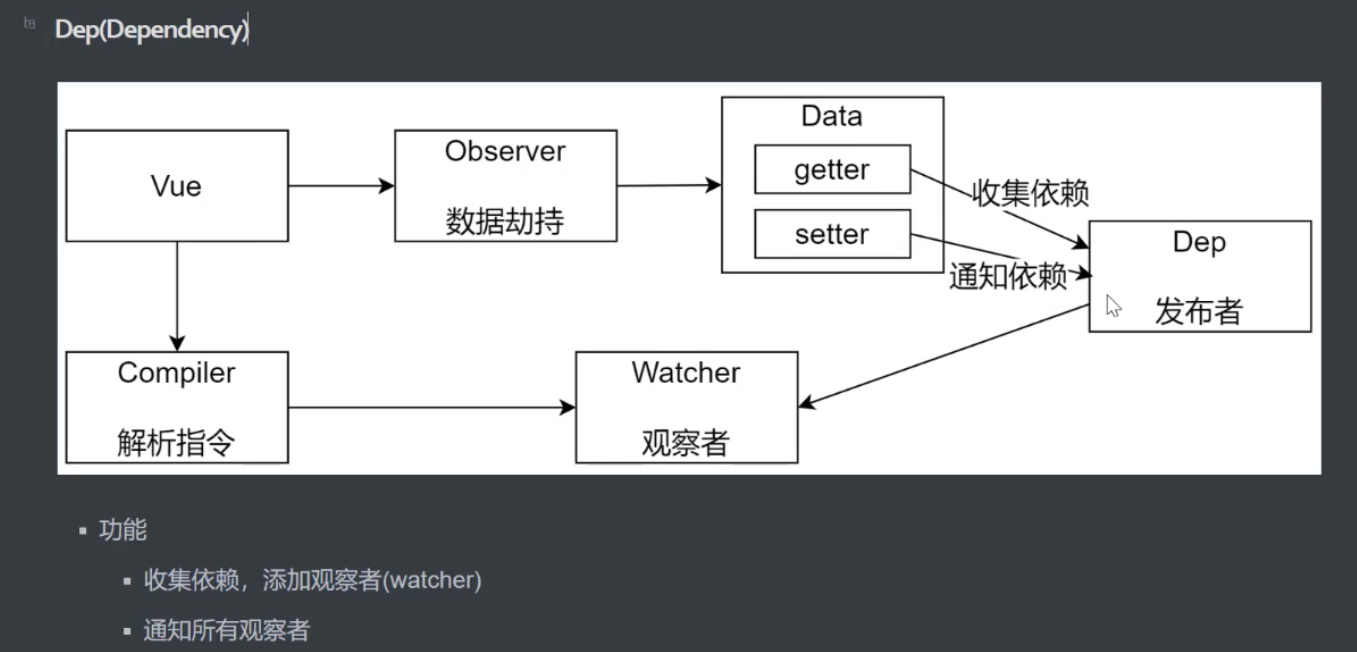 h3
Dep(Dependency)
Data
Observer
Vue
getter
收集依赖
数据劫持
setter
Dep
通知依赖
发布者
Compiler
Watcher
解析指令
观察者
功能
收集依赖，添加观察者(watcher)
通知所有观察者